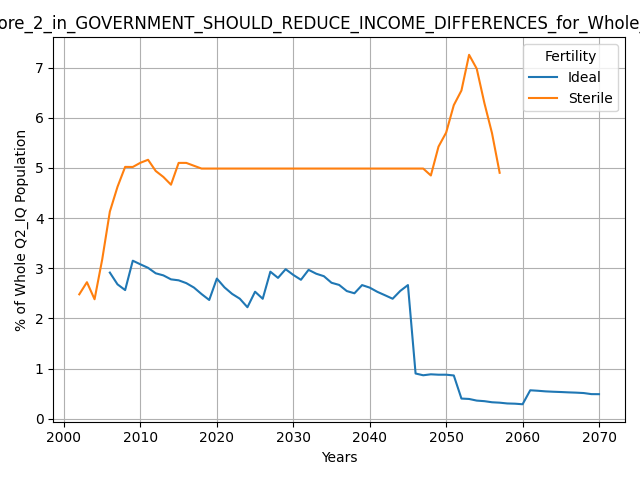 ore_2_in_GOVERNMENT_SHOULD_REDUCE_INCOME_DIFFERENCES_for_Whole_
Fertility
Ideal
Sterile
% of Whole Q2_IQ Population
7
6
5
4
3
2
1
0
2000 2010 2020 2030 2040 2050 2060 2070
Years